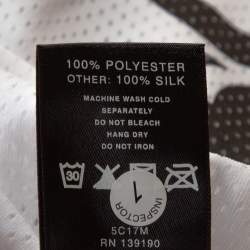 100% POLYESTER
OTHER: 100% SILK
MACHINE WASH COLD
SEPARATELY
DO NOT BLEACH
HANG DRY
DO NOT IRON
30
1
INSPECTOR
5C17M
RN 139190